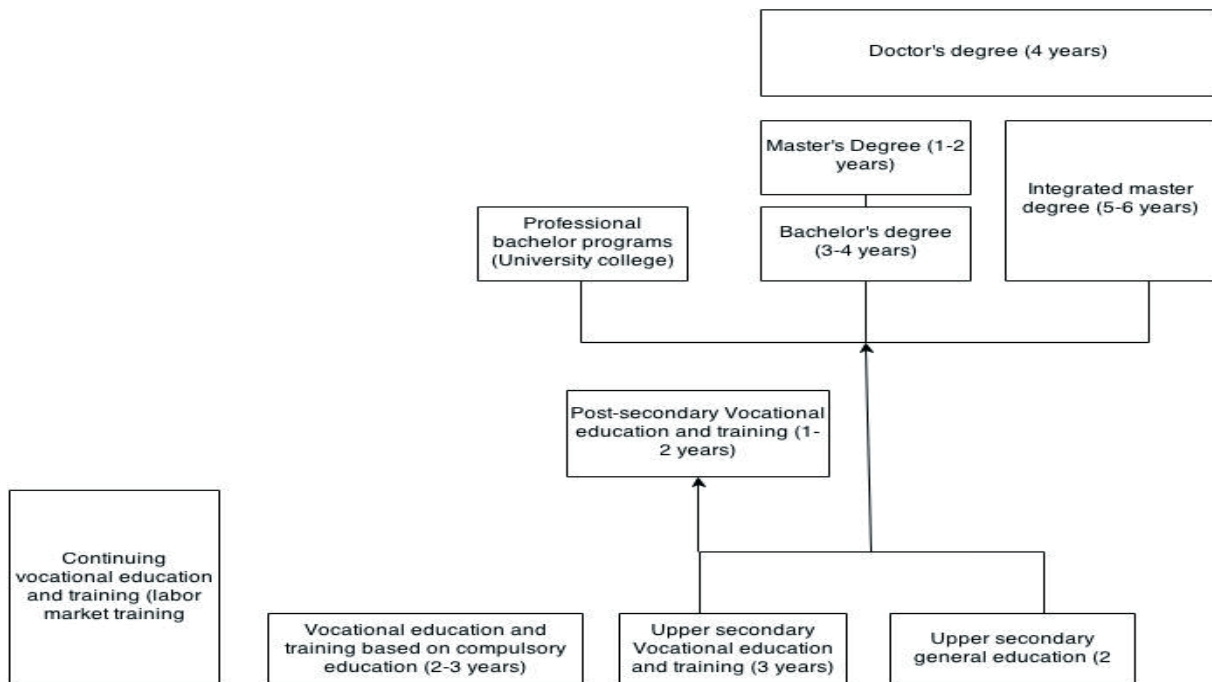 Doctor's degree (4 years)
Master's Degree (1-2
years)
Integrated master
degree (5-6 years)
Professional
bachelor programs
(University college)
Bachelor's degree
(3-4 years)
Post-secondary Vocational
education and training (1-
2 years)
Continuing
vocational education
and training (labor
market training
Vocational education and
training based on compulsory
education (2-3 years)
Upper secondary
Vocational education
and training (3 years)
Upper secondary
general education (2